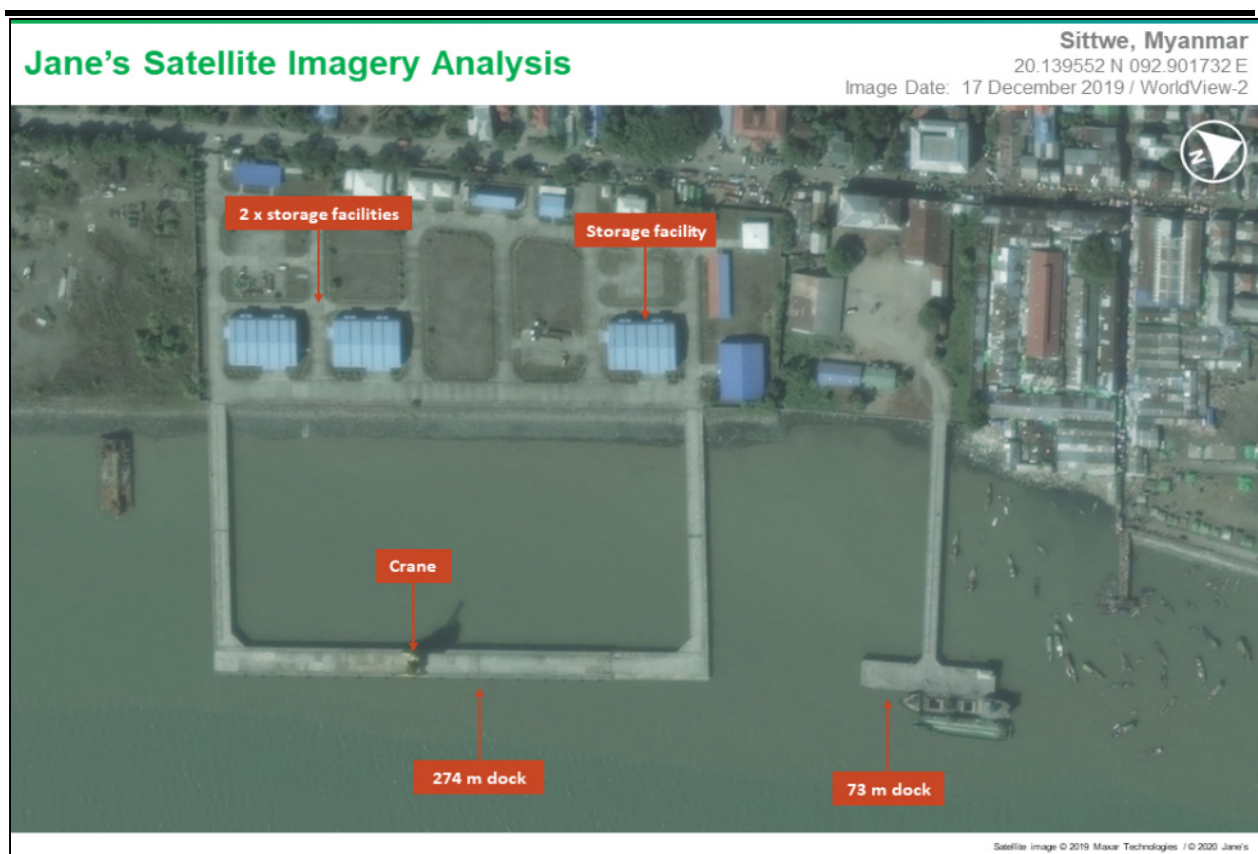 Jane's Satellite Imagery Analysis
Sittwe, Myanmar
20.139552 N 092.901732 E
Image Date: 17 December 2019 / WorldView-2
N
2 x storage facilities
Storage facility
Crane
274 m dock
73 m dock
Satellite image © 2019 Maxar Technologies / © 2020 Jane's